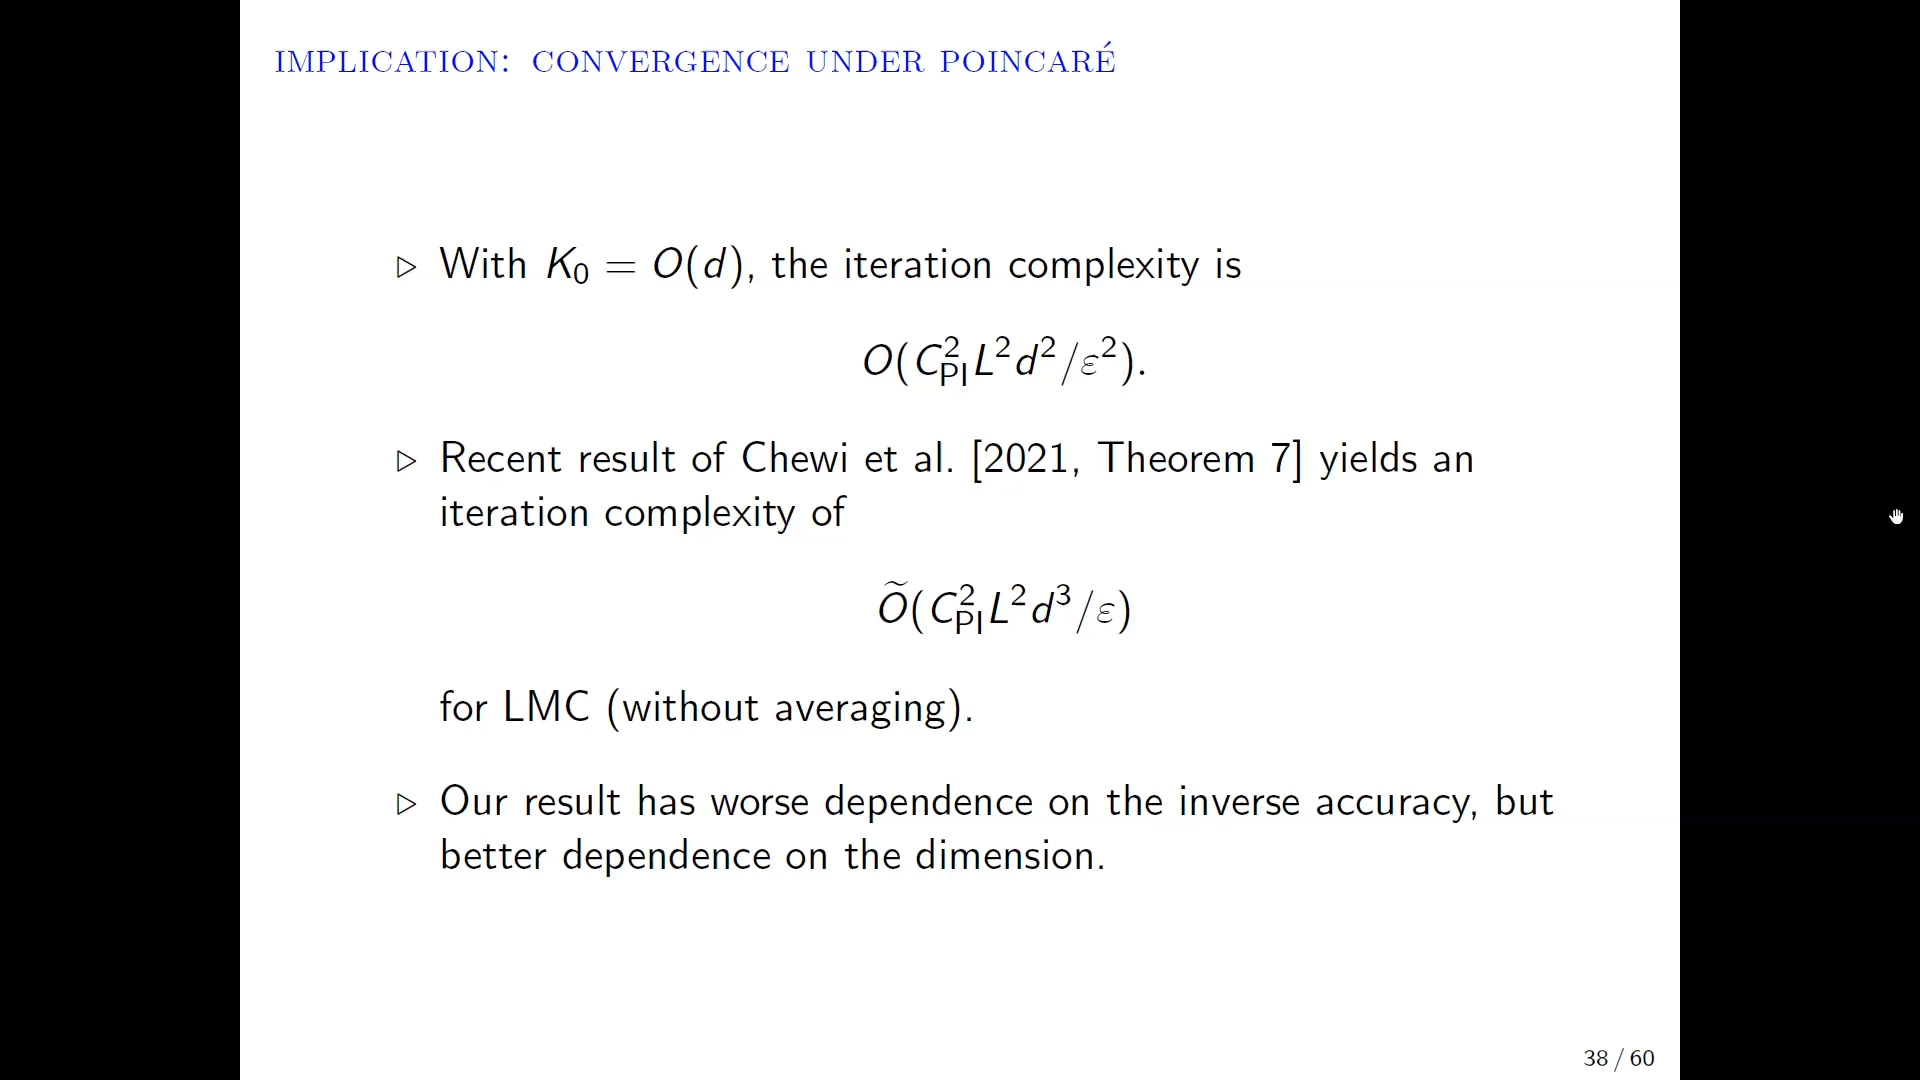 IMPLICATION: CONVERGENCE UNDER POINCARÉ
▷ With K₀ = O(d), the iteration complexity is
O(C²_PI L²d²/ε²).
▷ Recent result of Chewi et al. [2021, Theorem 7] yields an
iteration complexity of
Õ(C²_PI L²d³/ε)
for LMC (without averaging).
▷ Our result has worse dependence on the inverse accuracy, but
better dependence on the dimension.
38 / 60